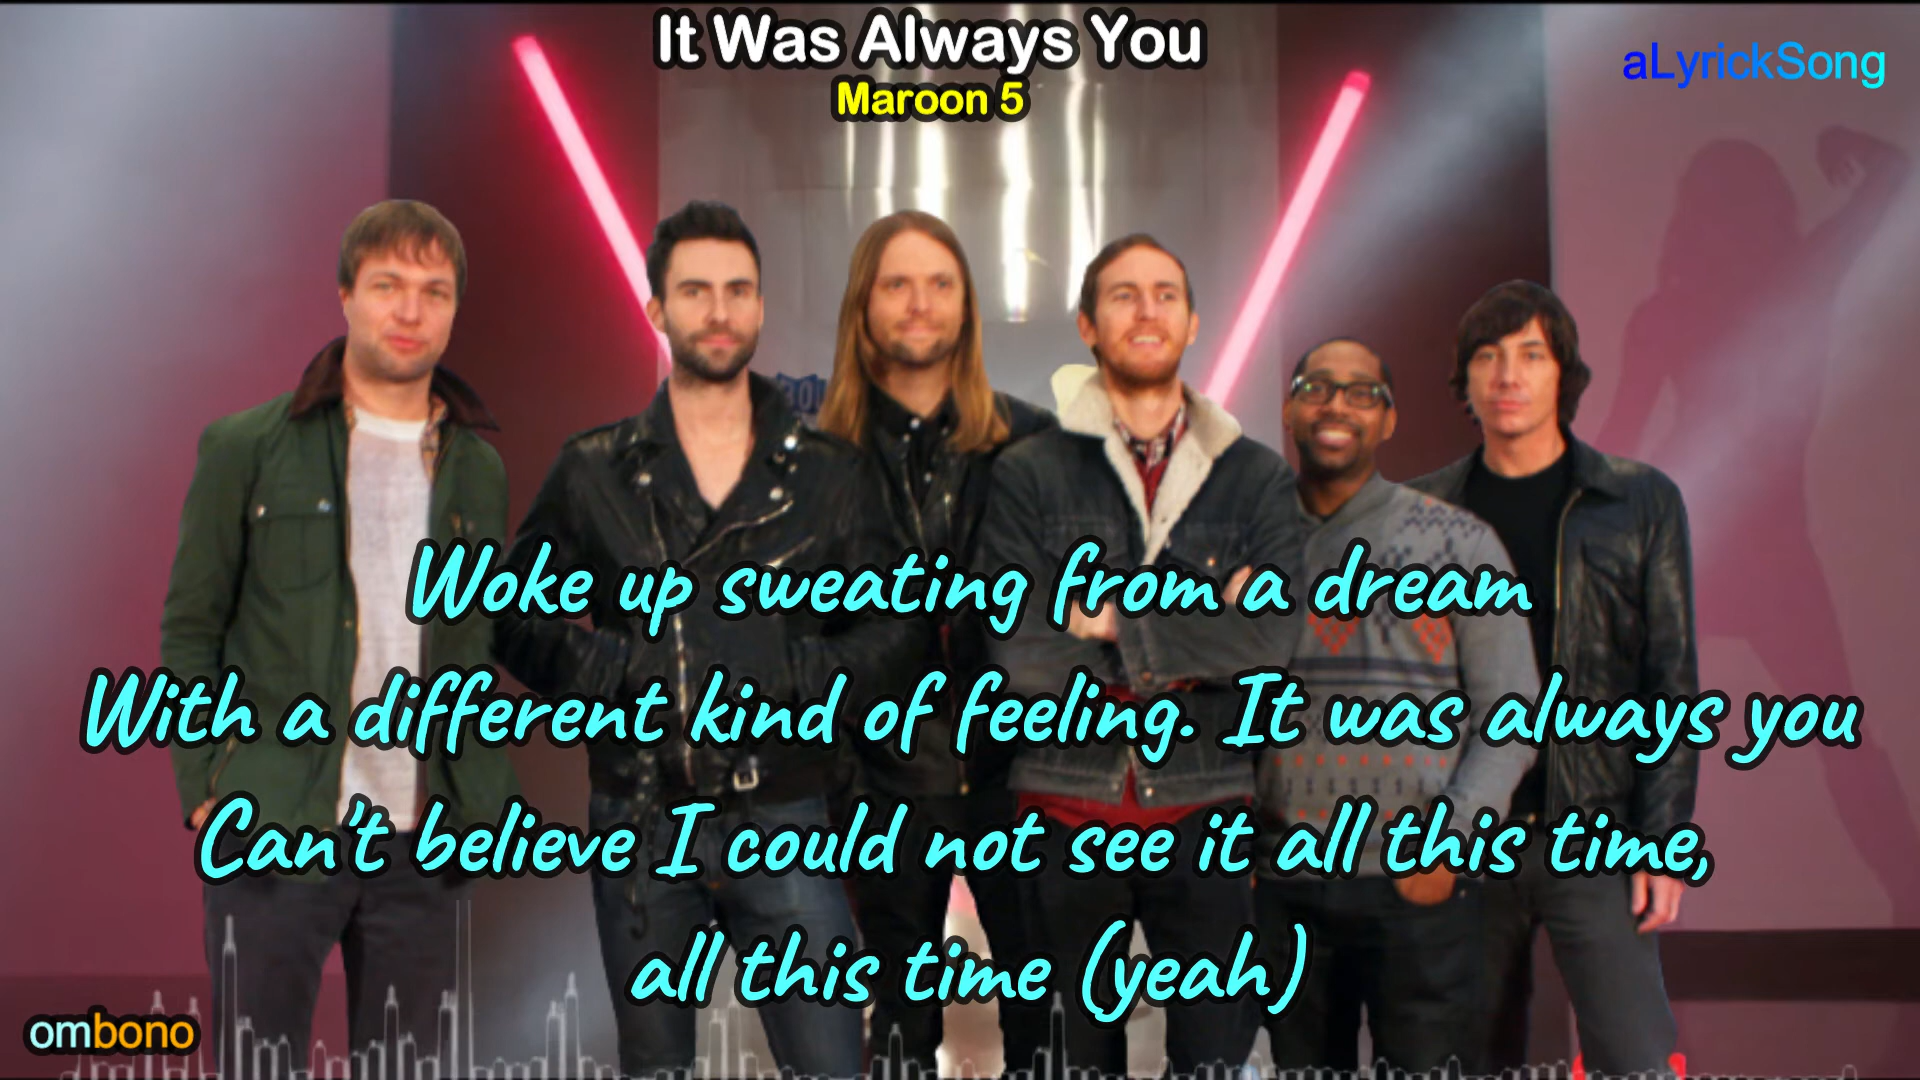 It Was Always You
Maroon 5
aLyrickSong
Woke up sweating from a dream
With a different kind of feeling. It was always you
Can't believe I could not see it all this time,
all this time (yeah)
ombono